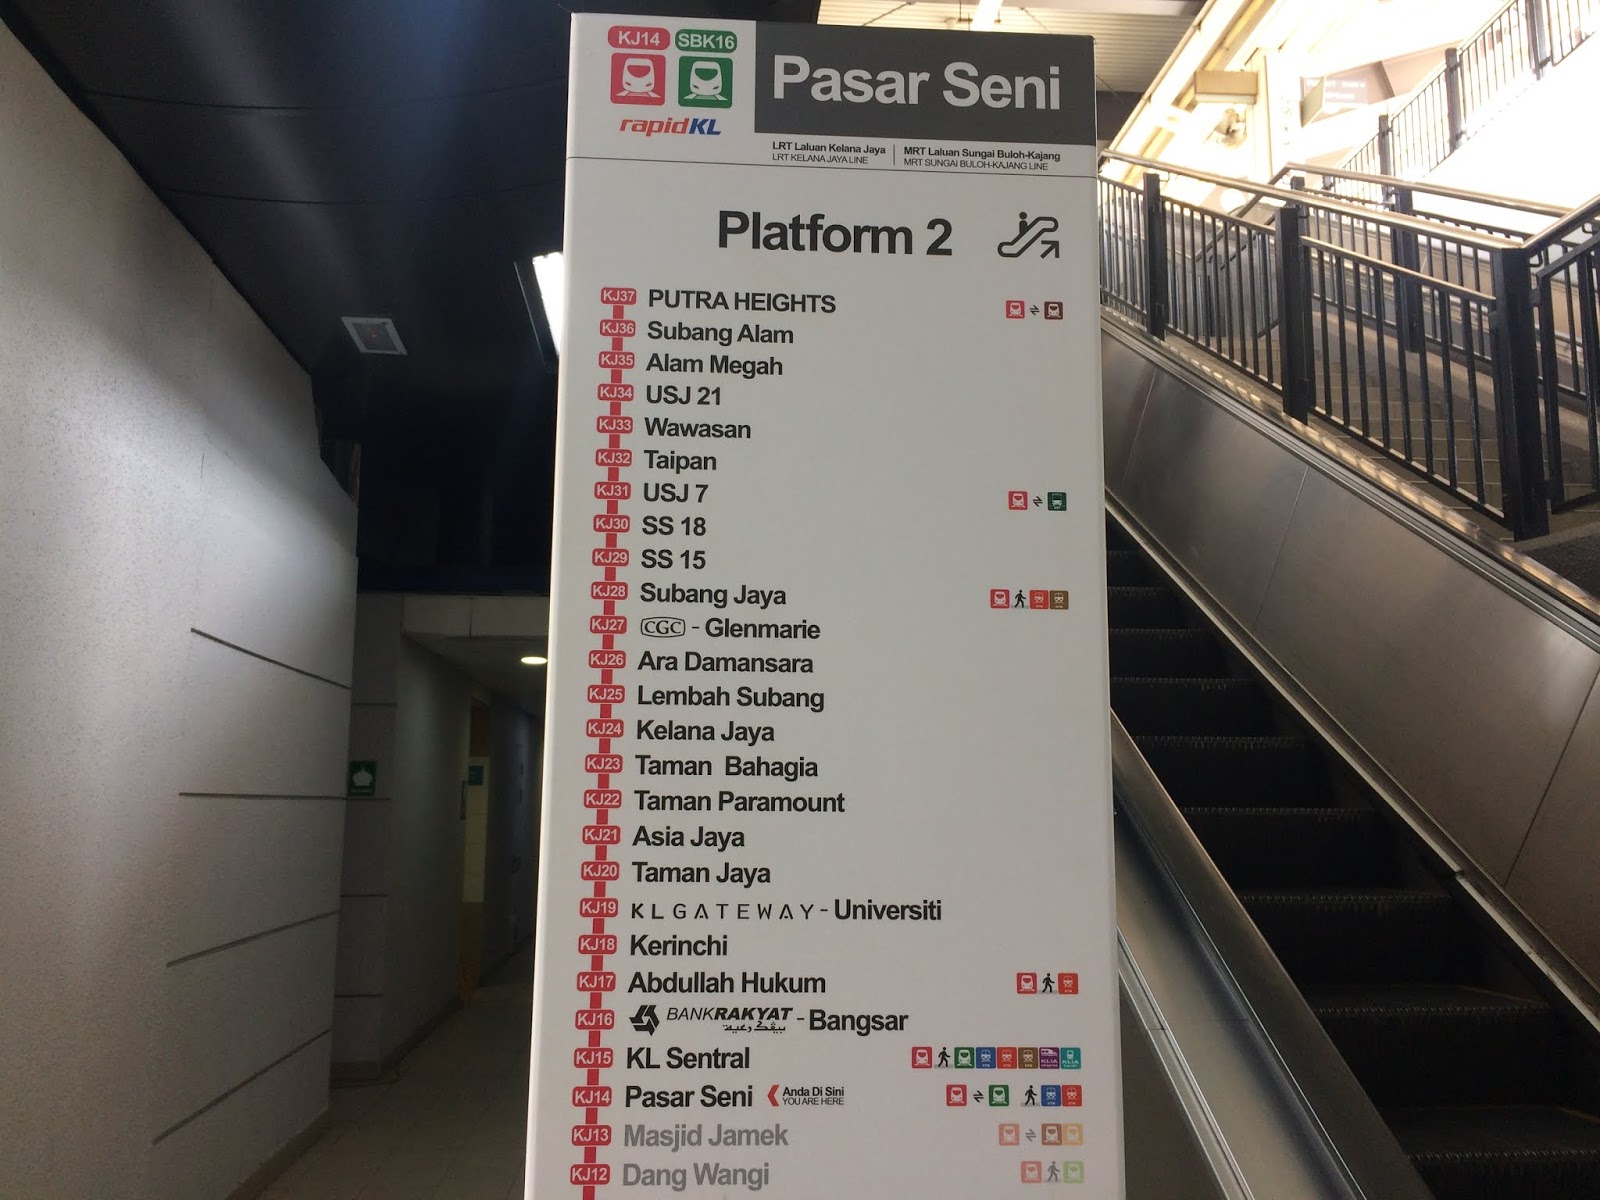 KJ14 SBK16
rapidKL
Pasar Seni
LRT Laluan Kelana Jaya
LRT KELANA JAYA LINE
MRT Laluan Sungai Buloh-Kajang
MRT SUNGAI BULOH-KAJANG LINE
Platform 2
KJ37 PUTRA HEIGHTS
KJ36 Subang Alam
KJ35 Alam Megah
KJ34 USJ 21
KJ33 Wawasan
KJ32 Taipan
KJ31 USJ 7
KJ30 SS 18
KJ29 SS 15
KJ28 Subang Jaya
KJ27 CGC - Glenmarie
KJ26 Ara Damansara
KJ25 Lembah Subang
KJ24 Kelana Jaya
KJ23 Taman Bahagia
KJ22 Taman Paramount
KJ21 Asia Jaya
KJ20 Taman Jaya
KJ19 KL GATEWAY - Universiti
KJ18 Kerinchi
KJ17 Abdullah Hukum
KJ16 BANKRAKYAT - Bangsar
KJ15 KL Sentral
KJ14 Pasar Seni Anda Di Sini
YOU ARE HERE
KJ13 Masjid Jamek
KJ12 Dang Wangi